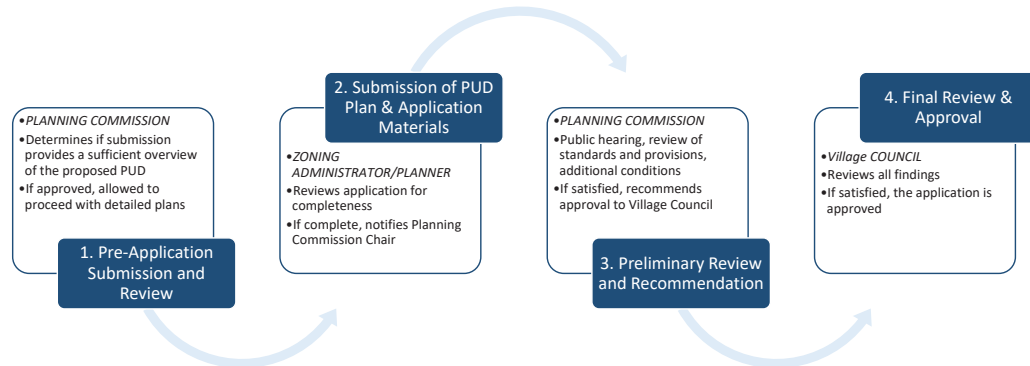 •PLANNING COMMISSION
•Determines if submission
provides a sufficient overview
of the proposed PUD
•If approved, allowed to
proceed with detailed plans
1. Pre-Application
Submission and
Review
2. Submission of PUD
Plan & Application
Materials
•ZONING
ADMINISTRATOR/PLANNER
•Reviews application for
completeness
•If complete, notifies Planning
Commission Chair
•PLANNING COMMISSION
•Public hearing, review of
standards and provisions,
additional conditions
•If satisfied, recommends
approval to Village Council
3. Preliminary Review
and Recommendation
4. Final Review &
Approval
•Village COUNCIL
•Reviews all findings
•If satisfied, the application is
approved